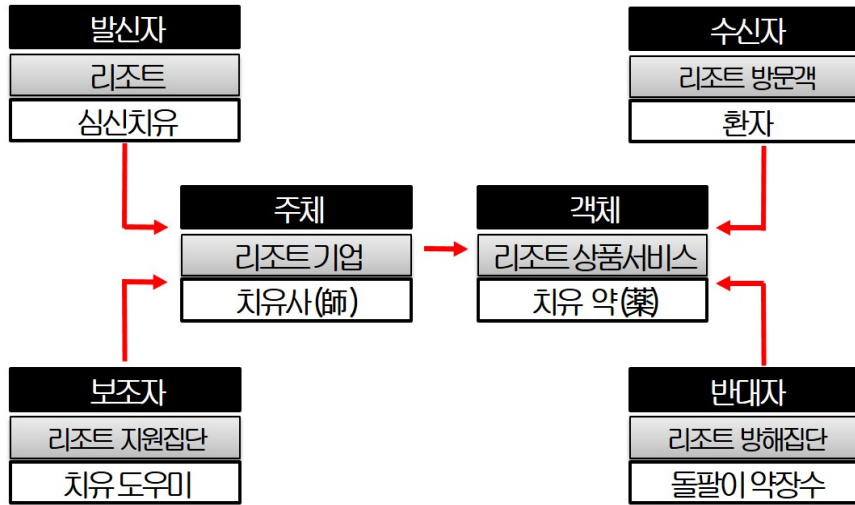 발신자
리조트
심신치유
수신자
리조트 방문객
환자
주체
리조트 기업
치유사(師)
객체
리조트 상품서비스
치유 약(薬)
보조자
리조트 지원집단
치유 도우미
반대자
리조트 방해집단
돌팔이 약장수